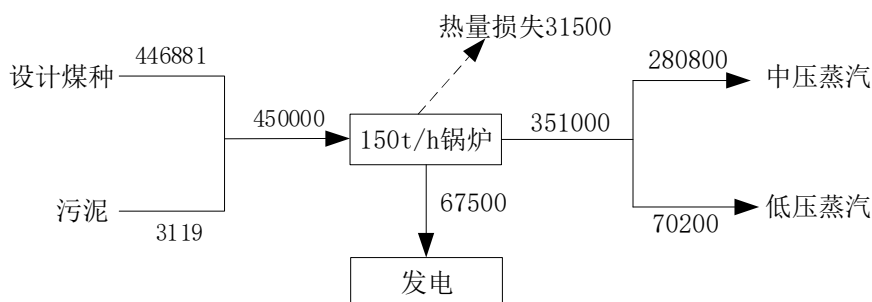 热量损失31500
446881
280800
设计煤种
中压蒸汽
450000
150t/h锅炉
351000
67500
污泥
低压蒸汽
3119
70200
发电